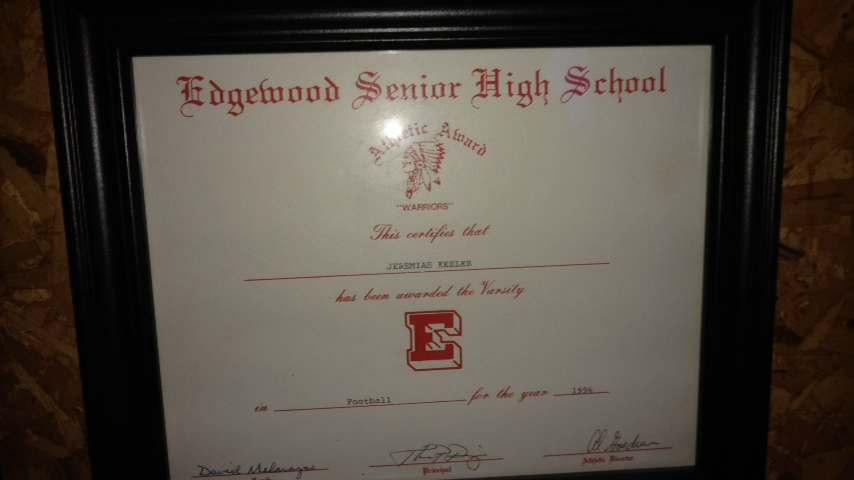 Edgewood Senior High School
Athletic Award
"WARRIORS"
This certifies that
JEREMIAH KEELER
has been awarded the Varsity
E
in Football for the year 1996
David
Principal
Athletic Director